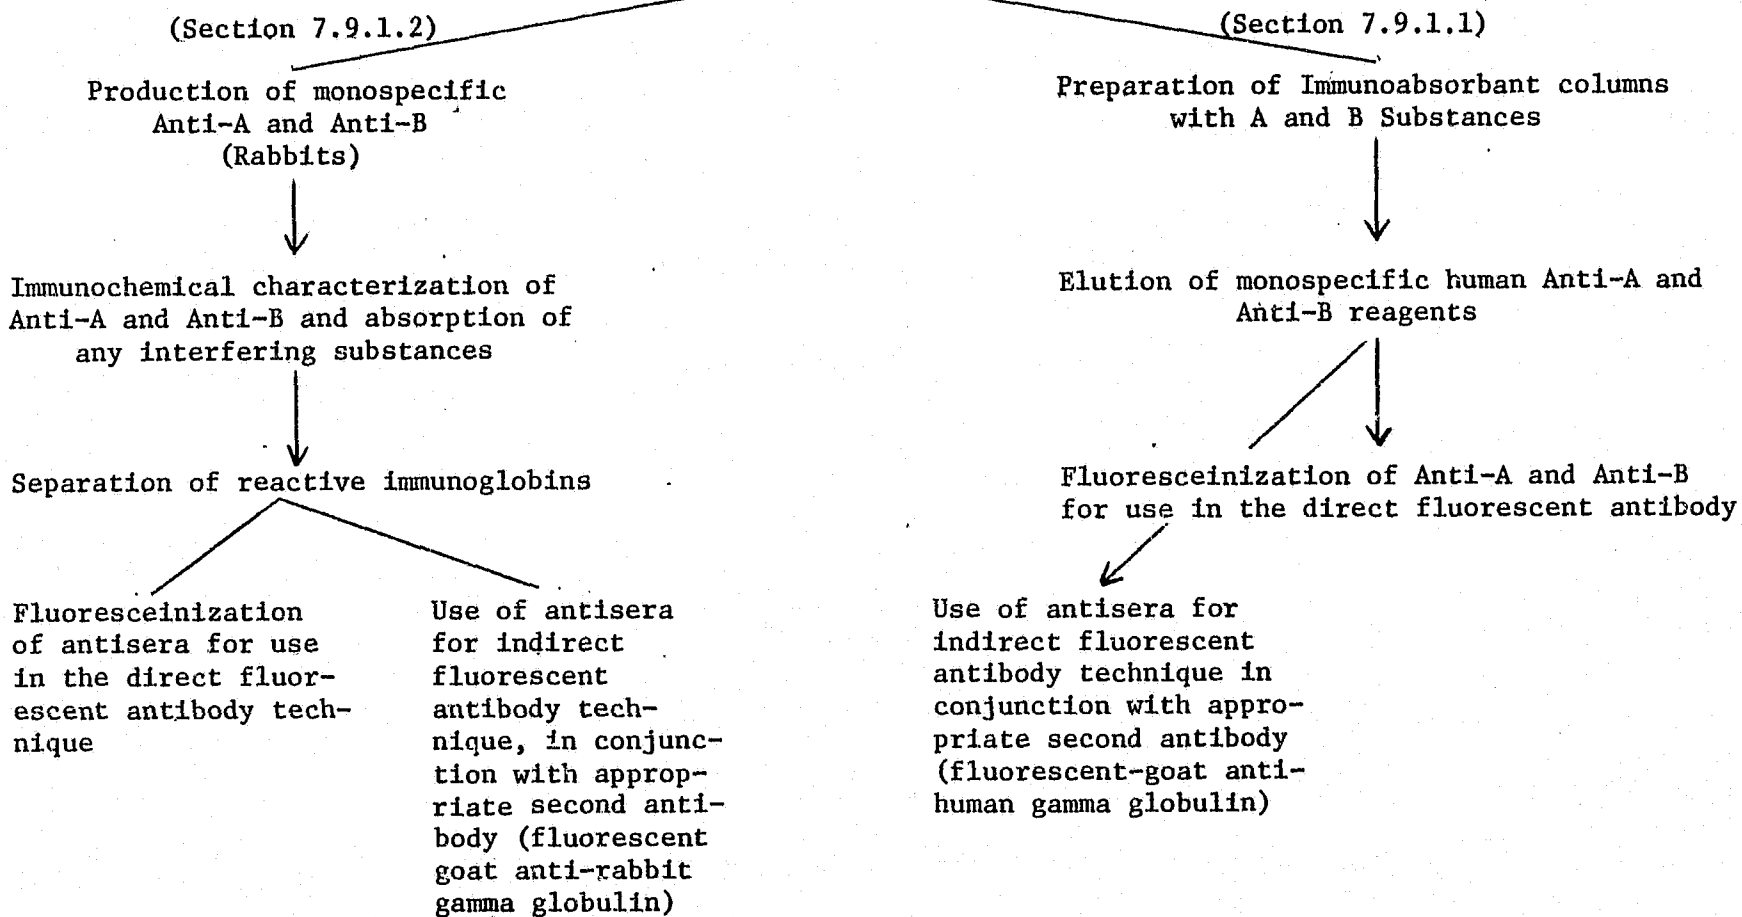 (Section 7.9.1.2)
Production of monospecific
Anti-A and Anti-B
(Rabbits)
Immunochemical characterization of
Anti-A and Anti-B and absorption of
any interfering substances
Separation of reactive immunoglobins
Fluoresceinization
of antisera for use
in the direct fluor-
escent antibody tech-
nique
Use of antisera
for indirect
fluorescent
antibody tech-
nique, in conjunc-
tion with approp-
riate second anti-
body (fluorescent
goat anti-rabbit
gamma globulin)
(Section 7.9.1.1)
Preparation of Immunoabsorbant columns
with A and B Substances
Elution of monospecific human Anti-A and
Anti-B reagents
Fluoresceinization of Anti-A and Anti-B
for use in the direct fluorescent antibody
Use of antisera for
indirect fluorescent
antibody technique in
conjunction with appro-
priate second antibody
(fluorescent-goat anti-
human gamma globulin)